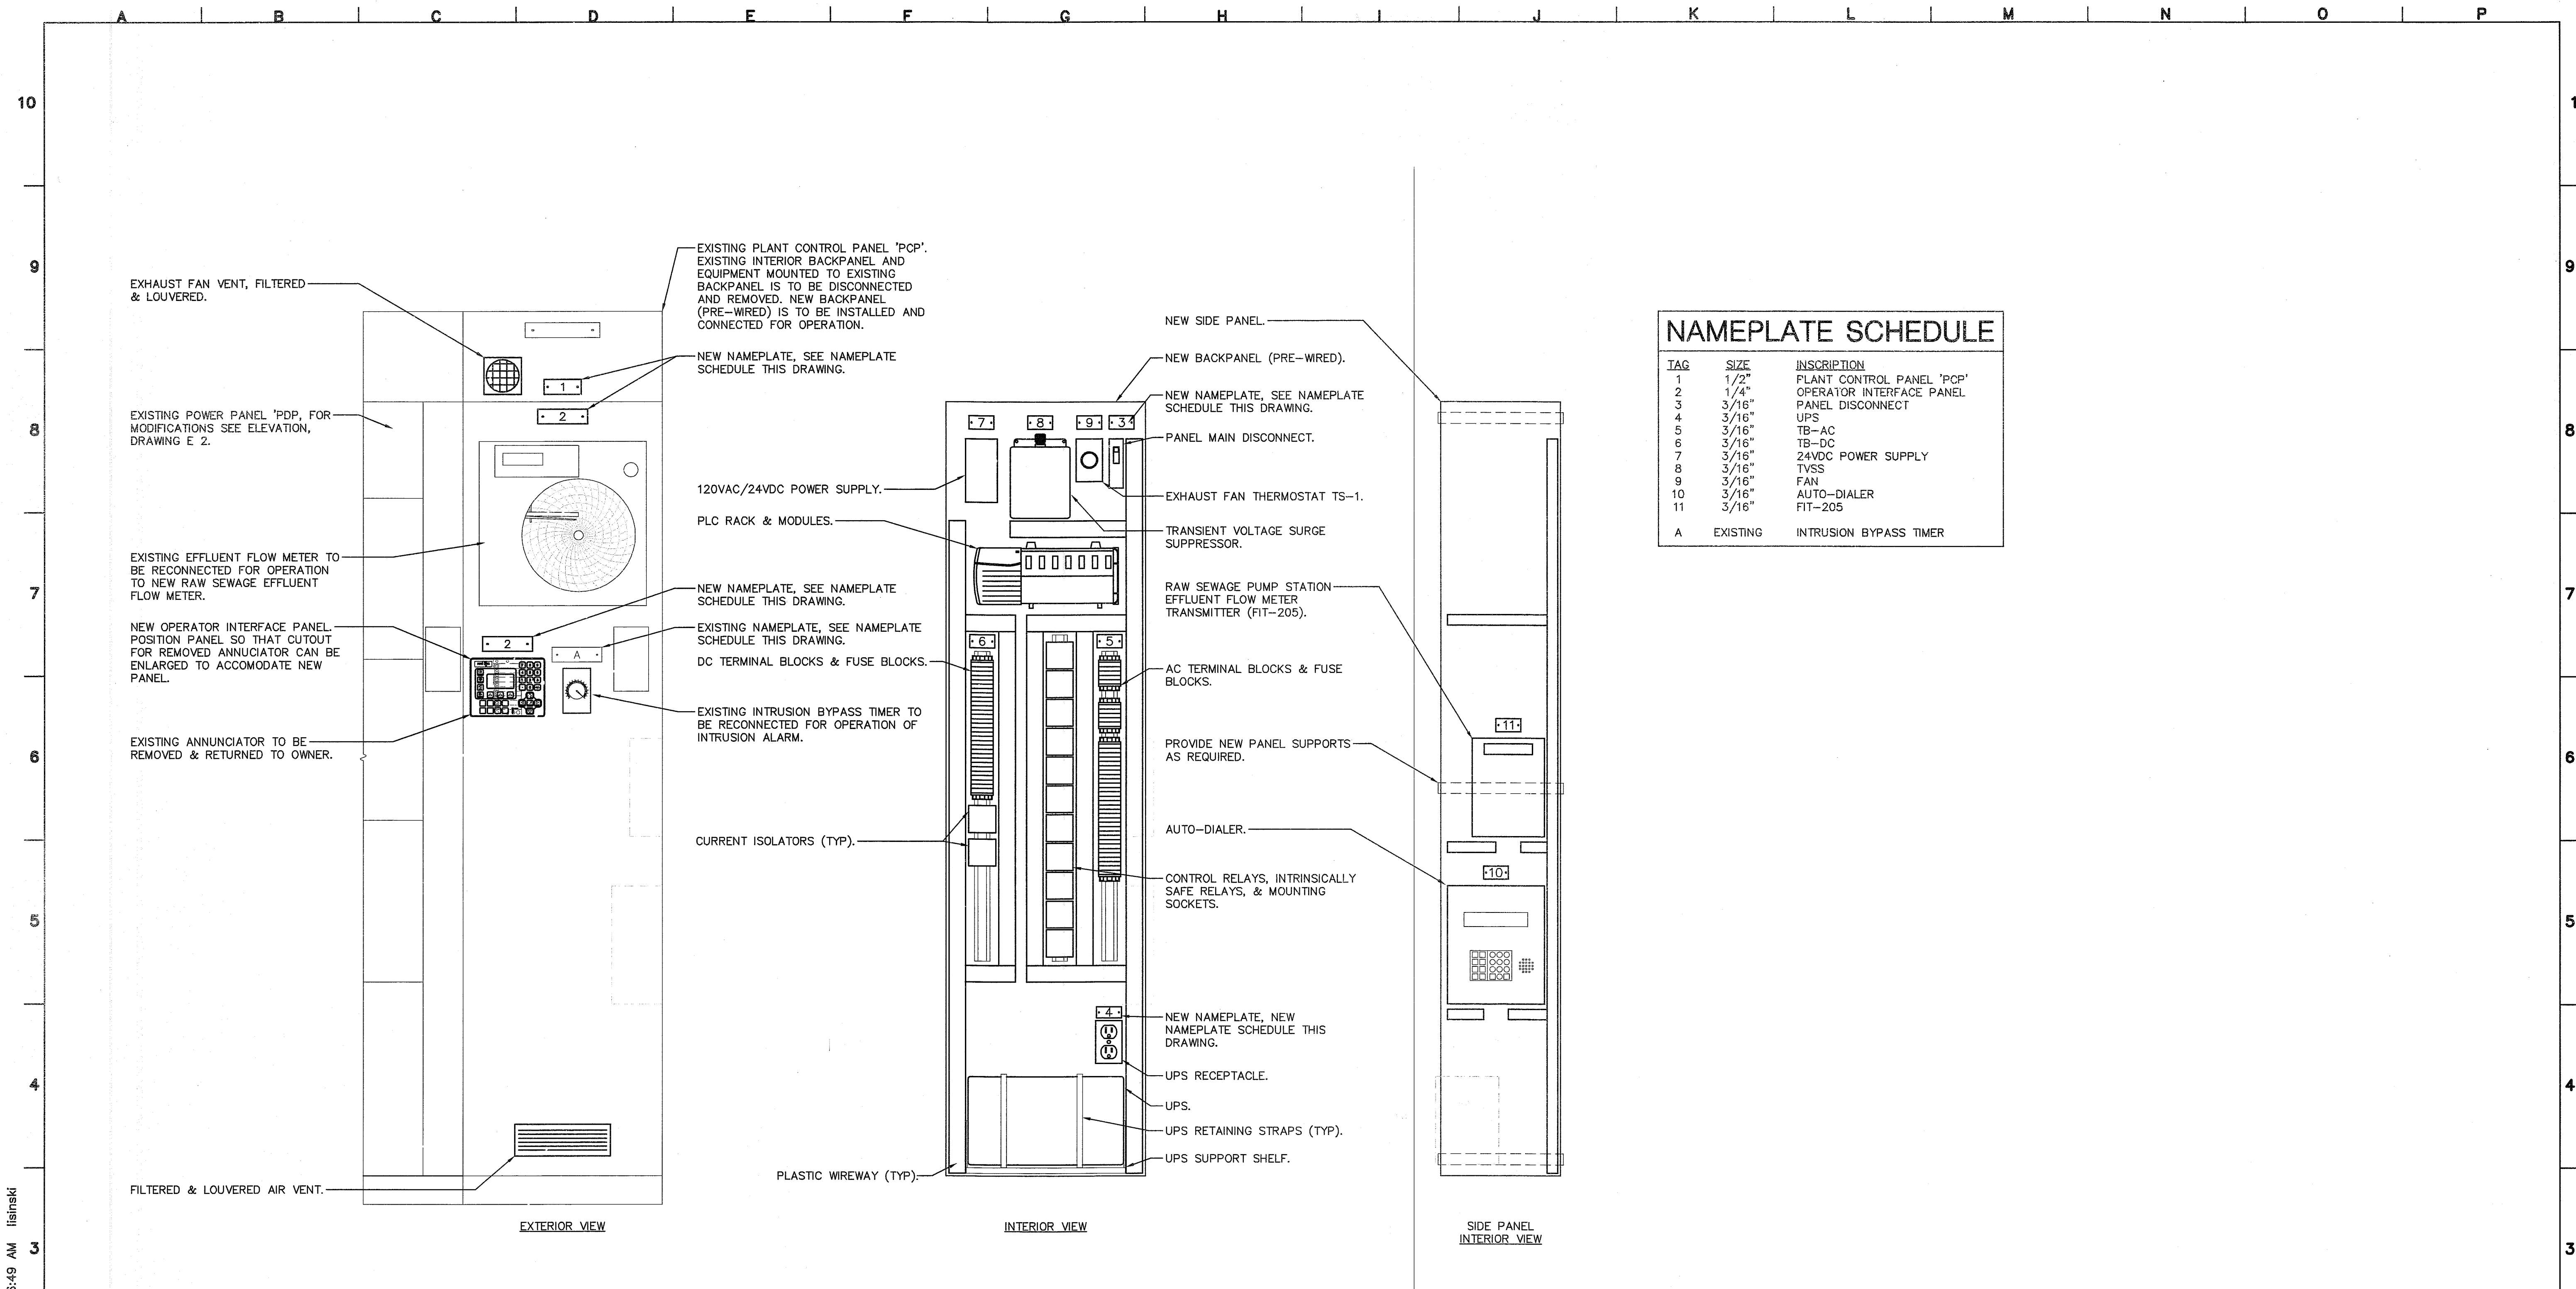 A B C D E F G H I J K L M N O P
10
9
8
7
6
5
4
3
1
9
8
7
6
5
4
3
EXHAUST FAN VENT, FILTERED
& LOUVERED.
EXISTING POWER PANEL 'PDP, FOR
MODIFICATIONS SEE ELEVATION,
DRAWING E 2.
EXISTING EFFLUENT FLOW METER TO
BE RECONNECTED FOR OPERATION
TO NEW RAW SEWAGE EFFLUENT
FLOW METER.
NEW OPERATOR INTERFACE PANEL.
POSITION PANEL SO THAT CUTOUT
FOR REMOVED ANNUCIATOR CAN BE
ENLARGED TO ACCOMODATE NEW
PANEL.
EXISTING ANNUNCIATOR TO BE
REMOVED & RETURNED TO OWNER.
FILTERED & LOUVERED AIR VENT.
1
2
2
A
EXTERIOR VIEW
EXISTING PLANT CONTROL PANEL 'PCP'.
EXISTING INTERIOR BACKPANEL AND
EQUIPMENT MOUNTED TO EXISTING
BACKPANEL IS TO BE DISCONNECTED
AND REMOVED. NEW BACKPANEL
(PRE-WIRED) IS TO BE INSTALLED AND
CONNECTED FOR OPERATION.
NEW NAMEPLATE, SEE NAMEPLATE
SCHEDULE THIS DRAWING.
120VAC/24VDC POWER SUPPLY.
PLC RACK & MODULES.
NEW NAMEPLATE, SEE NAMEPLATE
SCHEDULE THIS DRAWING.
EXISTING NAMEPLATE, SEE NAMEPLATE
SCHEDULE THIS DRAWING.
DC TERMINAL BLOCKS & FUSE BLOCKS.
EXISTING INTRUSION BYPASS TIMER TO
BE RECONNECTED FOR OPERATION OF
INTRUSION ALARM.
CURRENT ISOLATORS (TYP).
PLASTIC WIREWAY (TYP).
7 8 9 3
6 5
4
INTERIOR VIEW
NEW SIDE PANEL.
NEW BACKPANEL (PRE-WIRED).
NEW NAMEPLATE, SEE NAMEPLATE
SCHEDULE THIS DRAWING.
PANEL MAIN DISCONNECT.
EXHAUST FAN THERMOSTAT TS-1.
TRANSIENT VOLTAGE SURGE
SUPPRESSOR.
RAW SEWAGE PUMP STATION
EFFLUENT FLOW METER
TRANSMITTER (FIT-205).
AC TERMINAL BLOCKS & FUSE
BLOCKS.
PROVIDE NEW PANEL SUPPORTS
AS REQUIRED.
AUTO-DIALER.
CONTROL RELAYS, INTRINSICALLY
SAFE RELAYS, & MOUNTING
SOCKETS.
NEW NAMEPLATE, NEW
NAMEPLATE SCHEDULE THIS
DRAWING.
UPS RECEPTACLE.
UPS.
UPS RETAINING STRAPS (TYP).
UPS SUPPORT SHELF.
11
10
SIDE PANEL
INTERIOR VIEW
NAMEPLATE SCHEDULE
TAG SIZE INSCRIPTION
1 1/2" PLANT CONTROL PANEL 'PCP'
2 1/4" OPERATOR INTERFACE PANEL
3 3/16" PANEL DISCONNECT
4 3/16" UPS
5 3/16" TB-AC
6 3/16" TB-DC
7 3/16" 24VDC POWER SUPPLY
8 3/16" TVSS
9 3/16" FAN
10 3/16" AUTO-DIALER
11 3/16" FIT-205
A EXISTING INTRUSION BYPASS TIMER
:49 AM lisinski